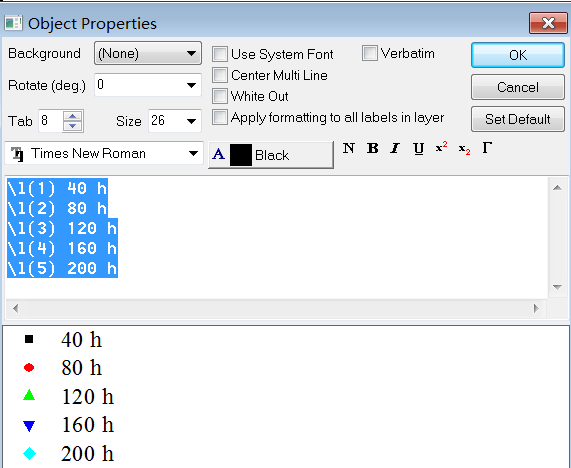 Object Properties
Background (None) Use System Font Verbatim OK
Center Multi Line
Rotate (deg.) 0 Cancel
White Out
Tab 8 Size 26 Apply formatting to all labels in layer Set Default
Times New Roman A Black N B I U x² x₂ Γ
\l(1) 40 h
\l(2) 80 h
\l(3) 120 h
\l(4) 160 h
\l(5) 200 h
40 h
80 h
120 h
160 h
200 h